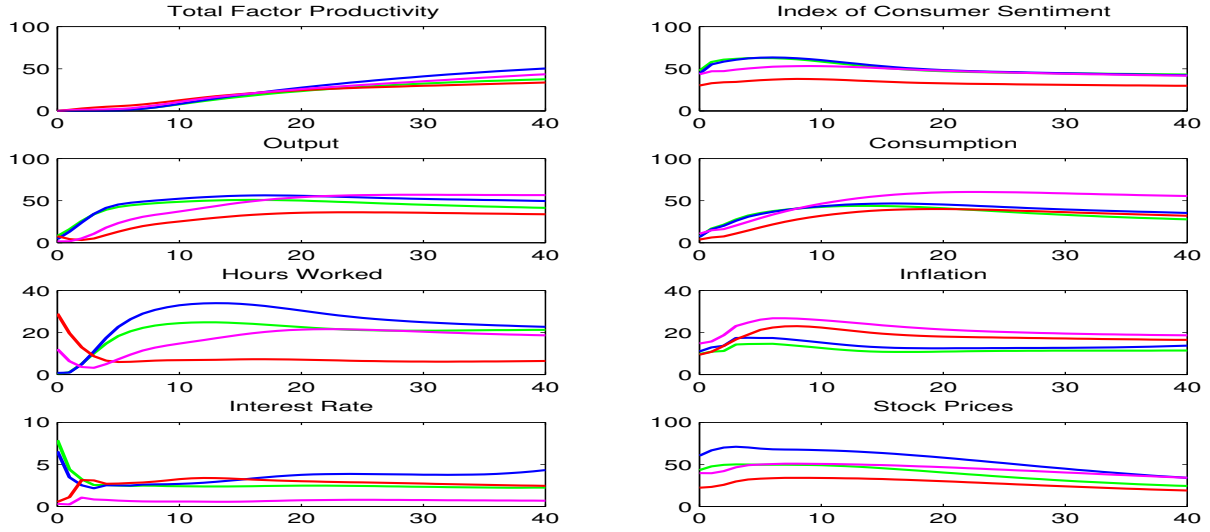 Total Factor Productivity
100
50
0
0 10 20 30 40
Index of Consumer Sentiment
100
50
0
0 10 20 30 40
Output
100
50
0
0 10 20 30 40
Consumption
100
50
0
0 10 20 30 40
Hours Worked
40
20
0
0 10 20 30 40
Inflation
40
20
0
0 10 20 30 40
Interest Rate
10
5
0
0 10 20 30 40
Stock Prices
100
50
0
0 10 20 30 40